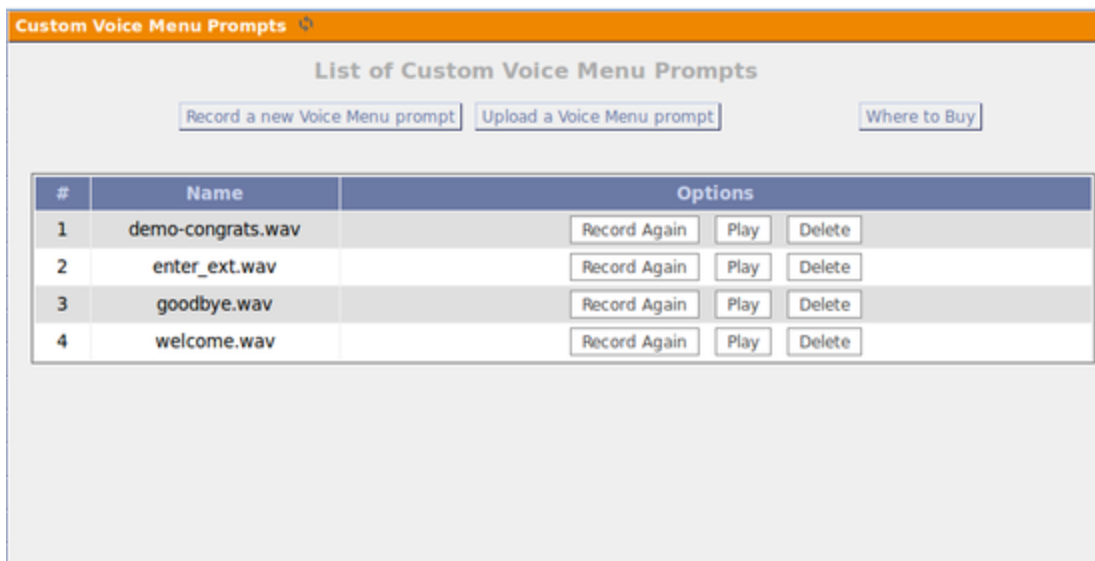 Custom Voice Menu Prompts
List of Custom Voice Menu Prompts
Record a new Voice Menu prompt Upload a Voice Menu prompt Where to Buy
# Name Options
1 demo-congrats.wav Record Again Play Delete
2 enter_ext.wav Record Again Play Delete
3 goodbye.wav Record Again Play Delete
4 welcome.wav Record Again Play Delete